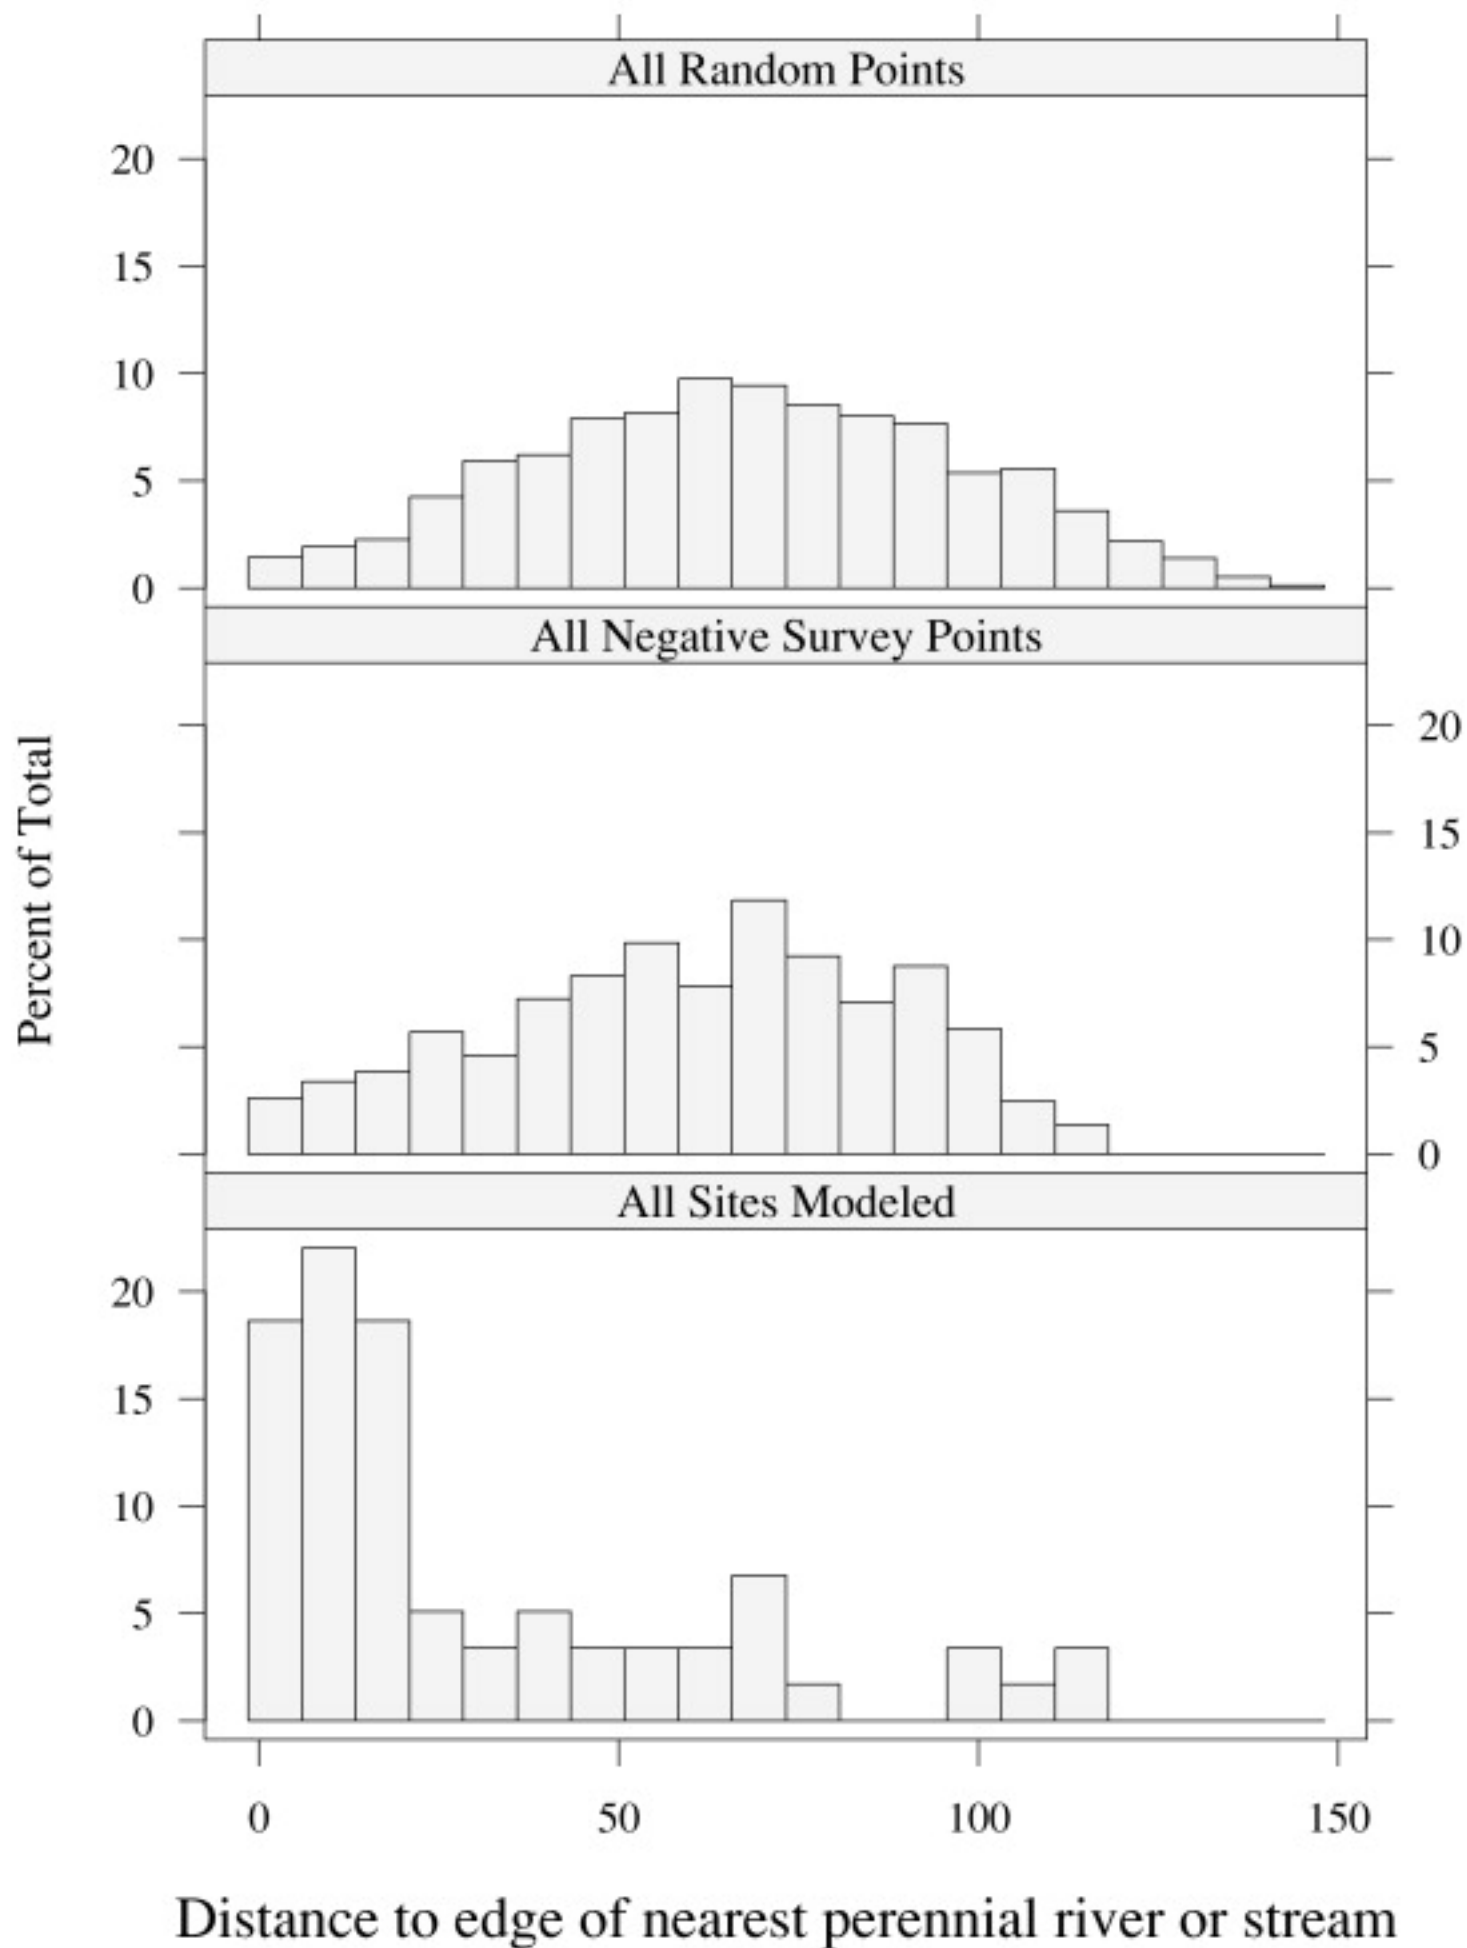 All Random Points
20
15
10
5
0
All Negative Survey Points
20
15
10
5
0
Percent of Total
All Sites Modeled
20
15
10
5
0
0 50 100 150
Distance to edge of nearest perennial river or stream